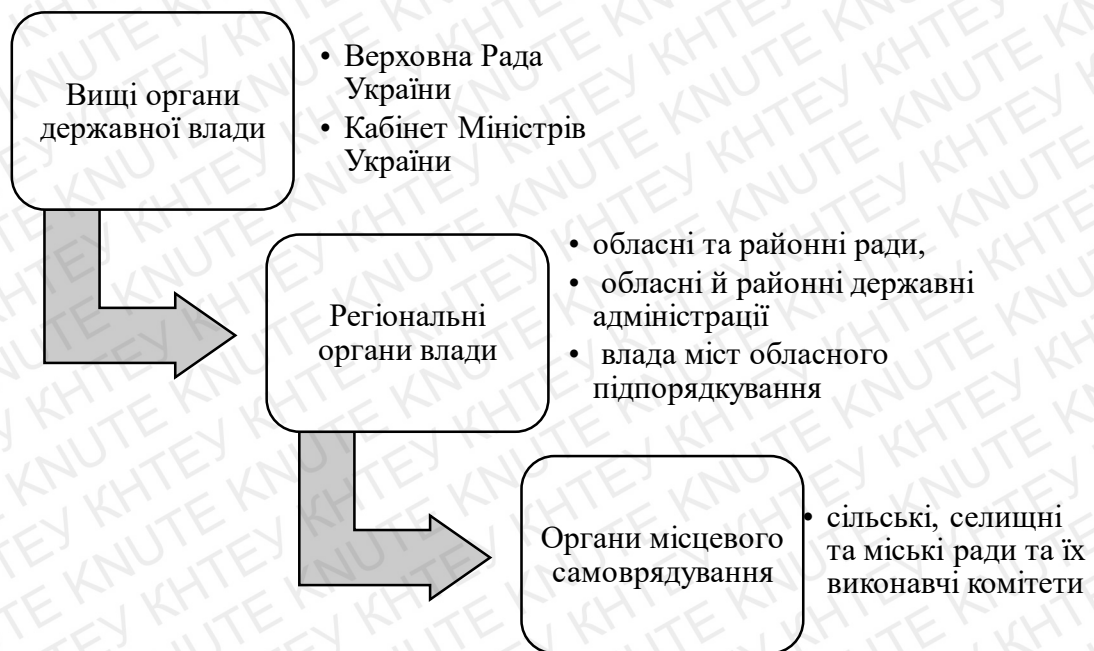 Вищі органи
державної влади
• Верховна Рада
України
• Кабінет Міністрів
України
Регіональні
органи влади
• обласні та районні ради,
• обласні й районні державні
адміністрації
• влада міст обласного
підпорядкування
Органи місцевого
самоврядування
• сільські, селищні
та міські ради та їх
виконавчі комітети